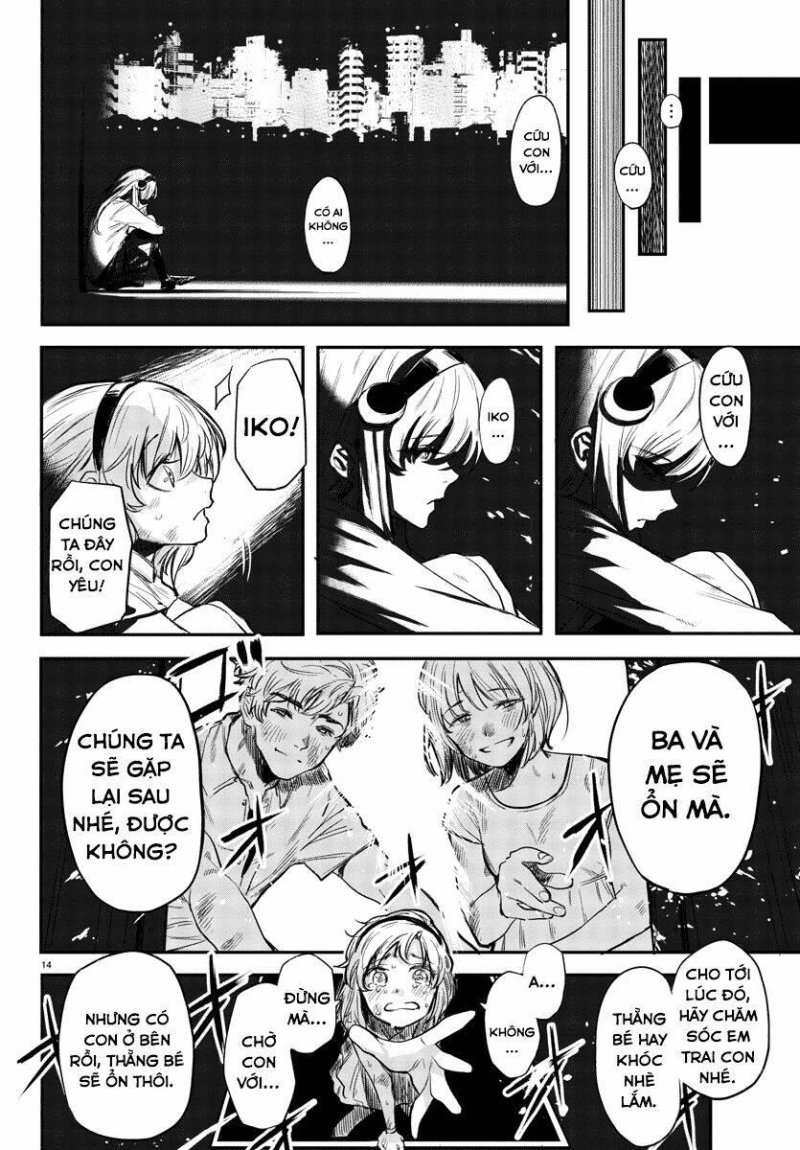 ...
CỨU
...
CỨU
CON
VỚI...
CÓ AI
KHÔNG
...
CỨU
CON
VỚI
...
IKO
...
IKO!
CHÚNG
TA ĐÂY
RỒI, CON
YÊU!
BA VÀ
MẸ SẼ
ỔN MÀ.
CHÚNG TA
SẼ GẶP
LẠI SAU
NHÉ, ĐƯỢC
KHÔNG?
CHO TỚI
LÚC ĐÓ,
HÃY CHĂM
SÓC EM
TRAI CON
NHÉ.
THẰNG
BÉ HAY
KHÓC NHÈ
LẮM.
A...
KHÔNG
...
ĐỪNG
MÀ...
CHỜ
CON
VỚI...
NHƯNG CÓ
CON Ở BÊN
RỒI, THẰNG BÉ
SẼ ỔN THÔI.
14